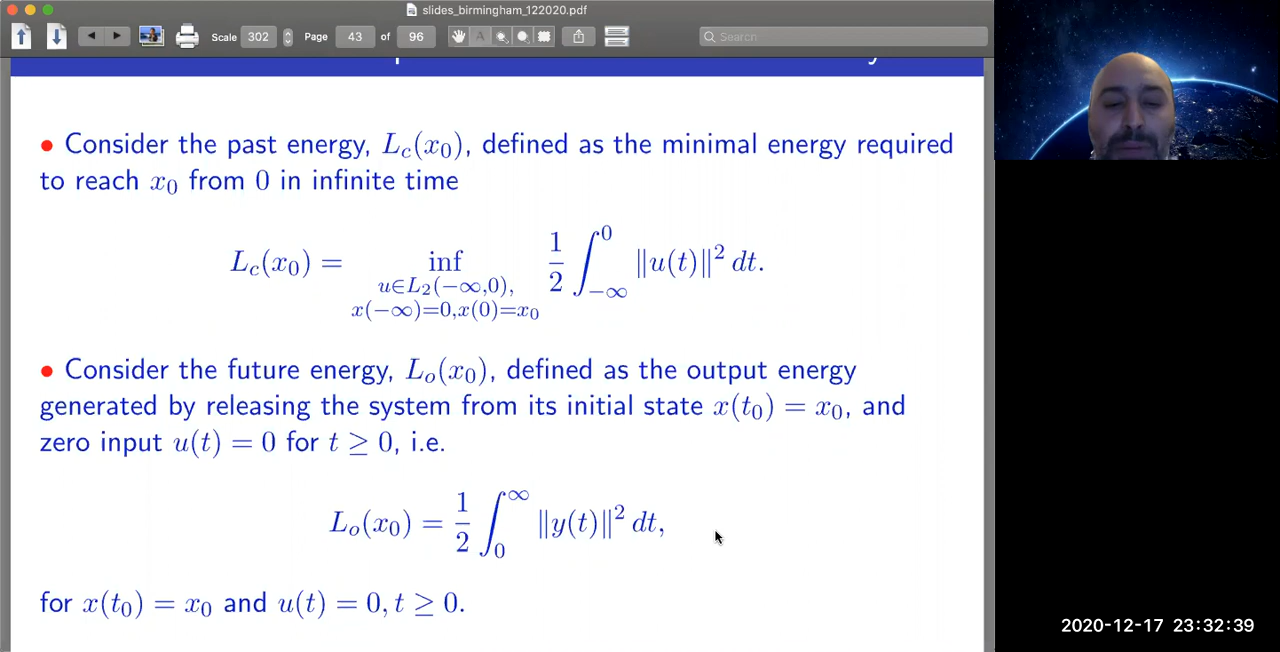 slides_birmingham_122020.pdf
Scale 302 Page 43 of 96 Search
• Consider the past energy, L_c(x_0), defined as the minimal energy required
to reach x_0 from 0 in infinite time
L_c(x_0) = inf 1/2 ∫_{-∞}^0 ‖u(t)‖² dt.
u∈L_2(−∞,0),
x(−∞)=0,x(0)=x_0
• Consider the future energy, L_o(x_0), defined as the output energy
generated by releasing the system from its initial state x(t_0) = x_0, and
zero input u(t) = 0 for t ≥ 0, i.e.
L_o(x_0) = 1/2 ∫_0^∞ ‖y(t)‖² dt,
for x(t_0) = x_0 and u(t) = 0, t ≥ 0.
2020-12-17 23:32:39